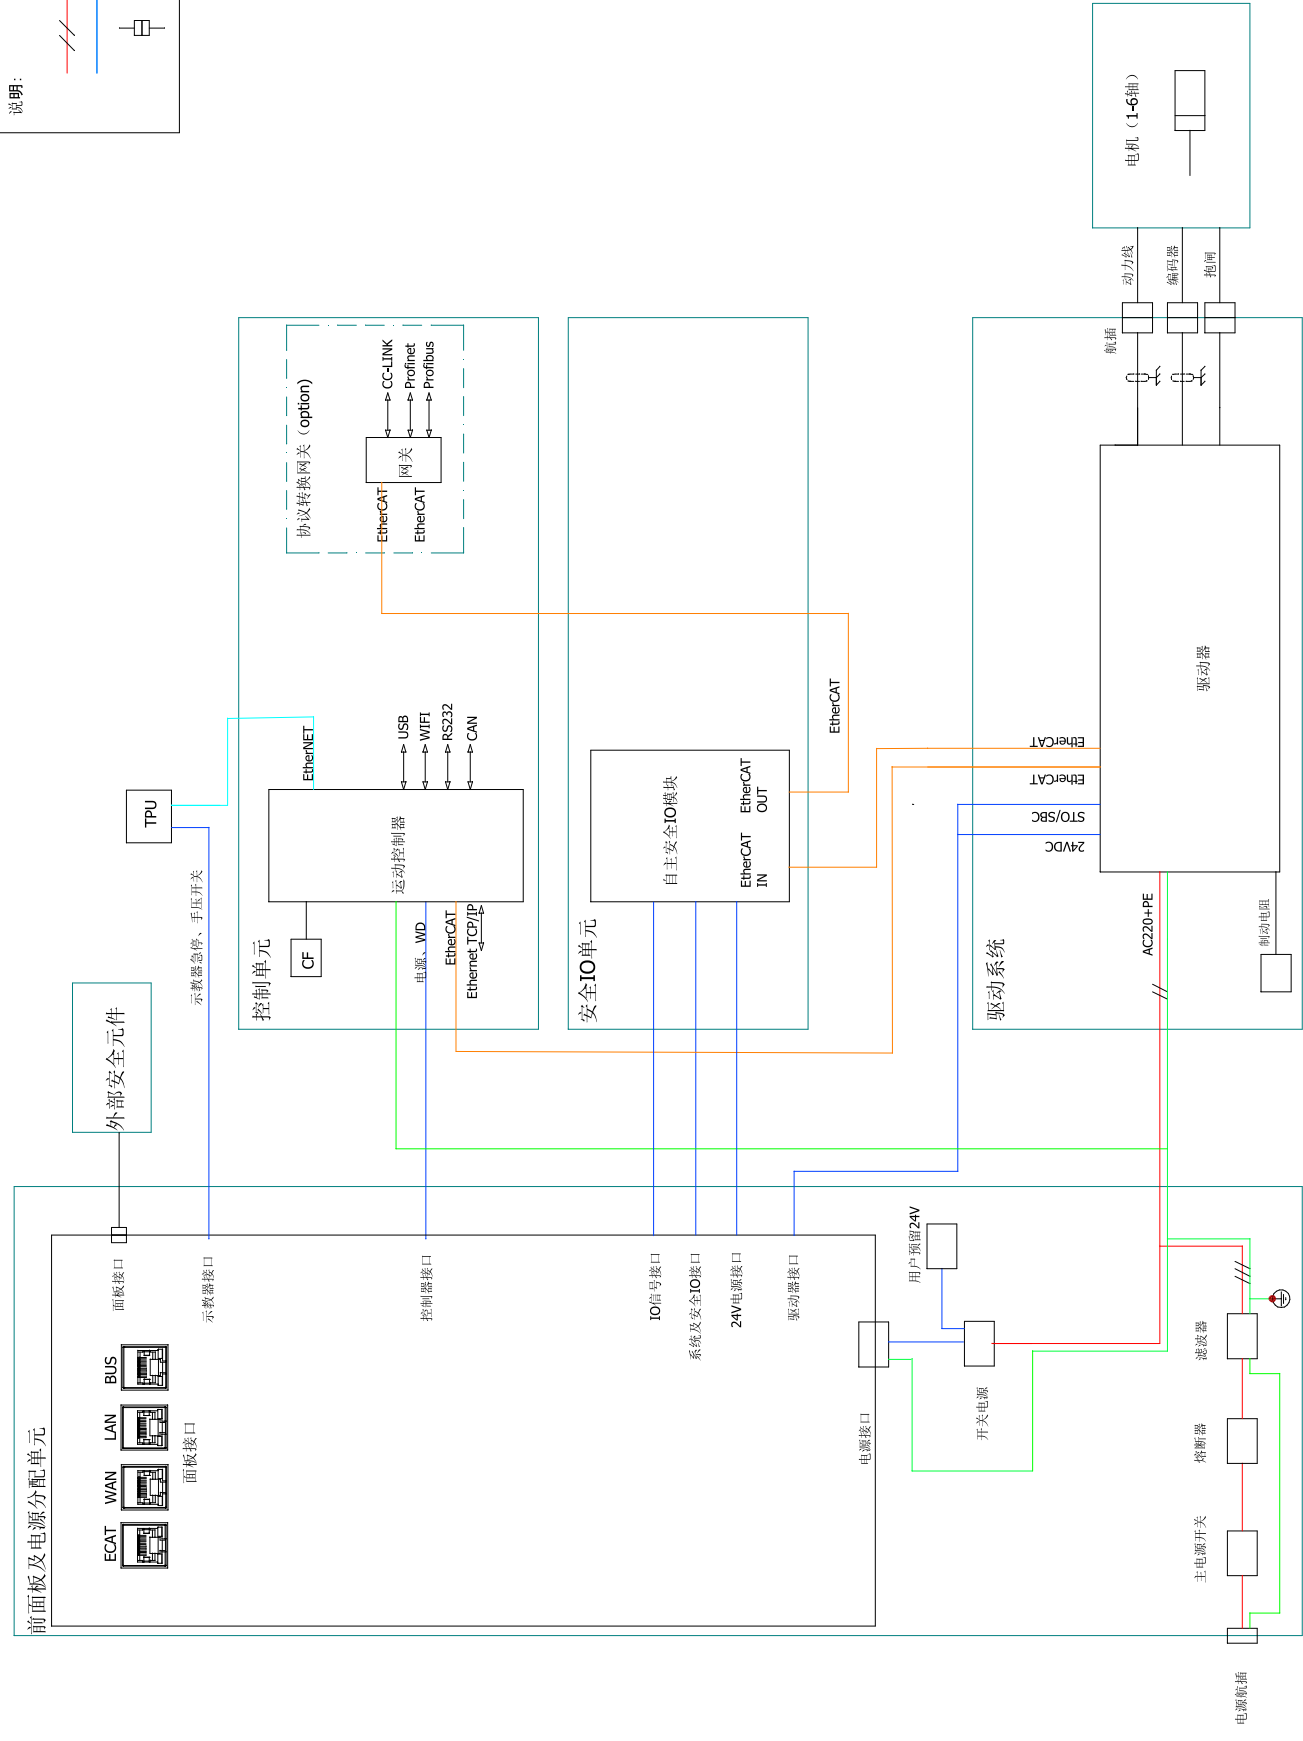 说明：
电机（1-6轴）
动力线
编码器
抱闸
航插
协议转换网关（option)
CC-LINK
Profinet
Profibus
网关
EtherCAT
EtherCAT
EtherNET
USB
WIFI
RS232
CAN
运动控制器
TPU
CF
控制单元
电源、WD
EtherCAT
Ethernet TCP/IP
示教器急停、手压开关
外部安全元件
自主安全IO模块
EtherCAT
OUT
EtherCAT
IN
EtherCAT
安全IO单元
驱动器
EtherCAT
EtherCAT
STO/SBC
24VDC
AC220+PE
制动电阻
驱动系统
前面板及电源分配单元
面板接口
示教器接口
控制器接口
IO信号接口
系统及安全IO接口
24V电源接口
驱动器接口
用户预留24V
BUS
LAN
WAN
ECAT
面板接口
电源接口
开关电源
滤波器
熔断器
主电源开关
电源航插